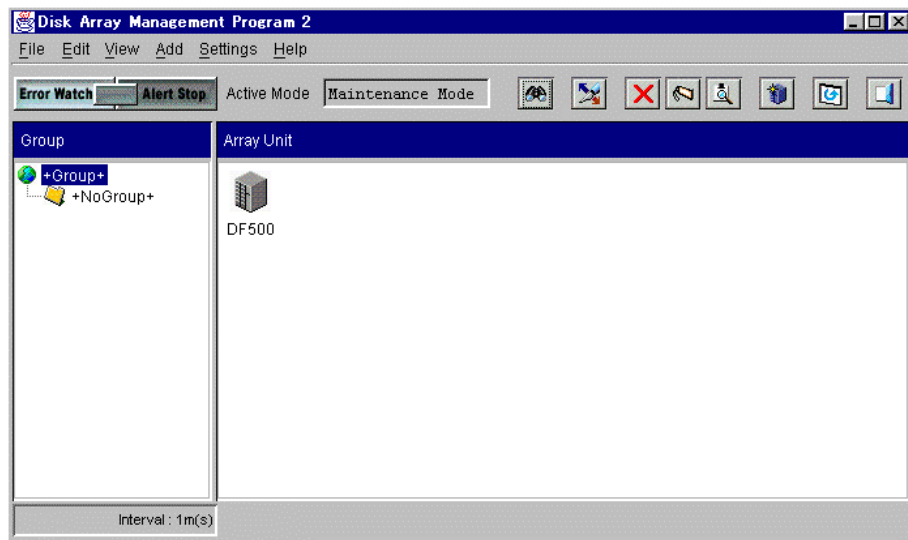 Disk Array Management Program 2
File Edit View Add Settings Help
Error Watch Alert Stop Active Mode Maintenance Mode
Group
Array Unit
+Group+
+NoGroup+
DF500
Interval : 1m(s)